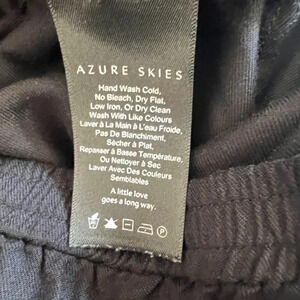 AZURE SKIES
Hand Wash Cold,
No Bleach, Dry Flat,
Low Iron, Or Dry Clean
Wash With Like Colours
Laver à La Main à L'eau Froide,
Pas De Blanchiment,
Sécher à Plat,
Repasser à Basse Température,
Ou Nettoyer à Sec
Laver Avec Des Couleurs
Semblables
A little love
goes a long way.
P